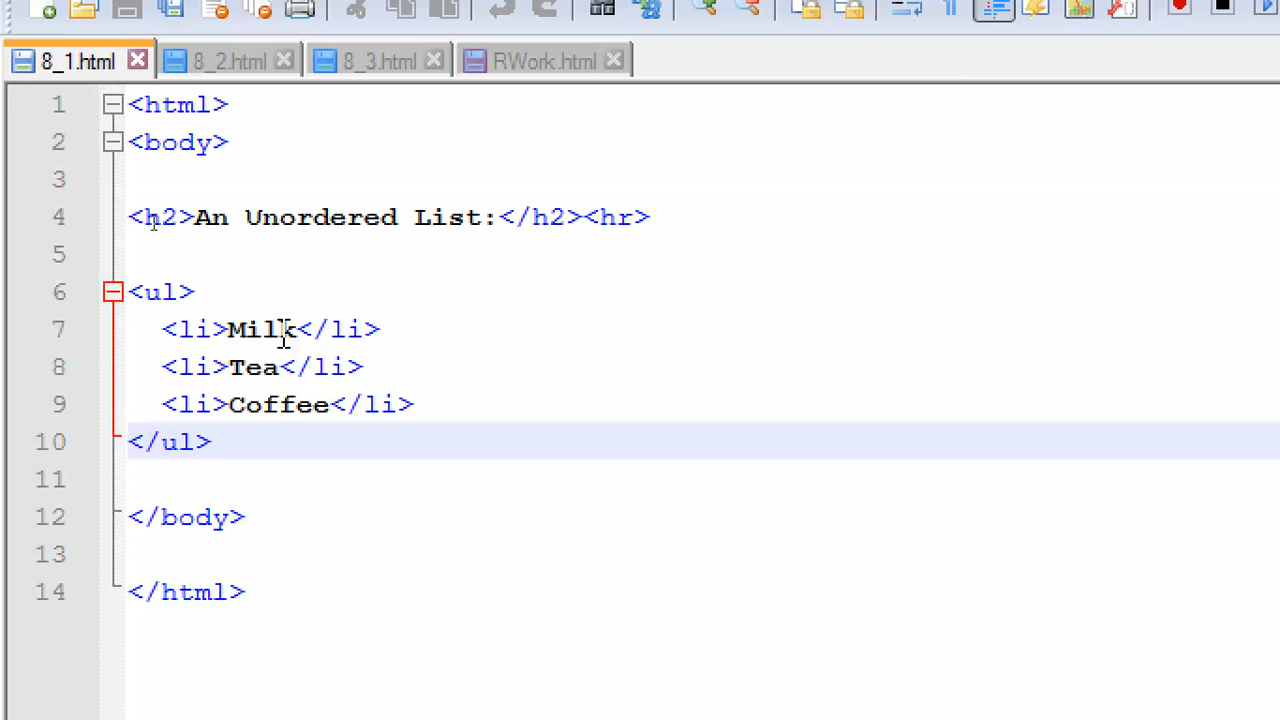 8_1.html 8_2.html 8_3.html RWork.html
1 <html>
2 <body>
3
4 <h2>An Unordered List:</h2><hr>
5
6 <ul>
7 <li>Milk</li>
8 <li>Tea</li>
9 <li>Coffee</li>
10 </ul>
11
12 </body>
13
14 </html>